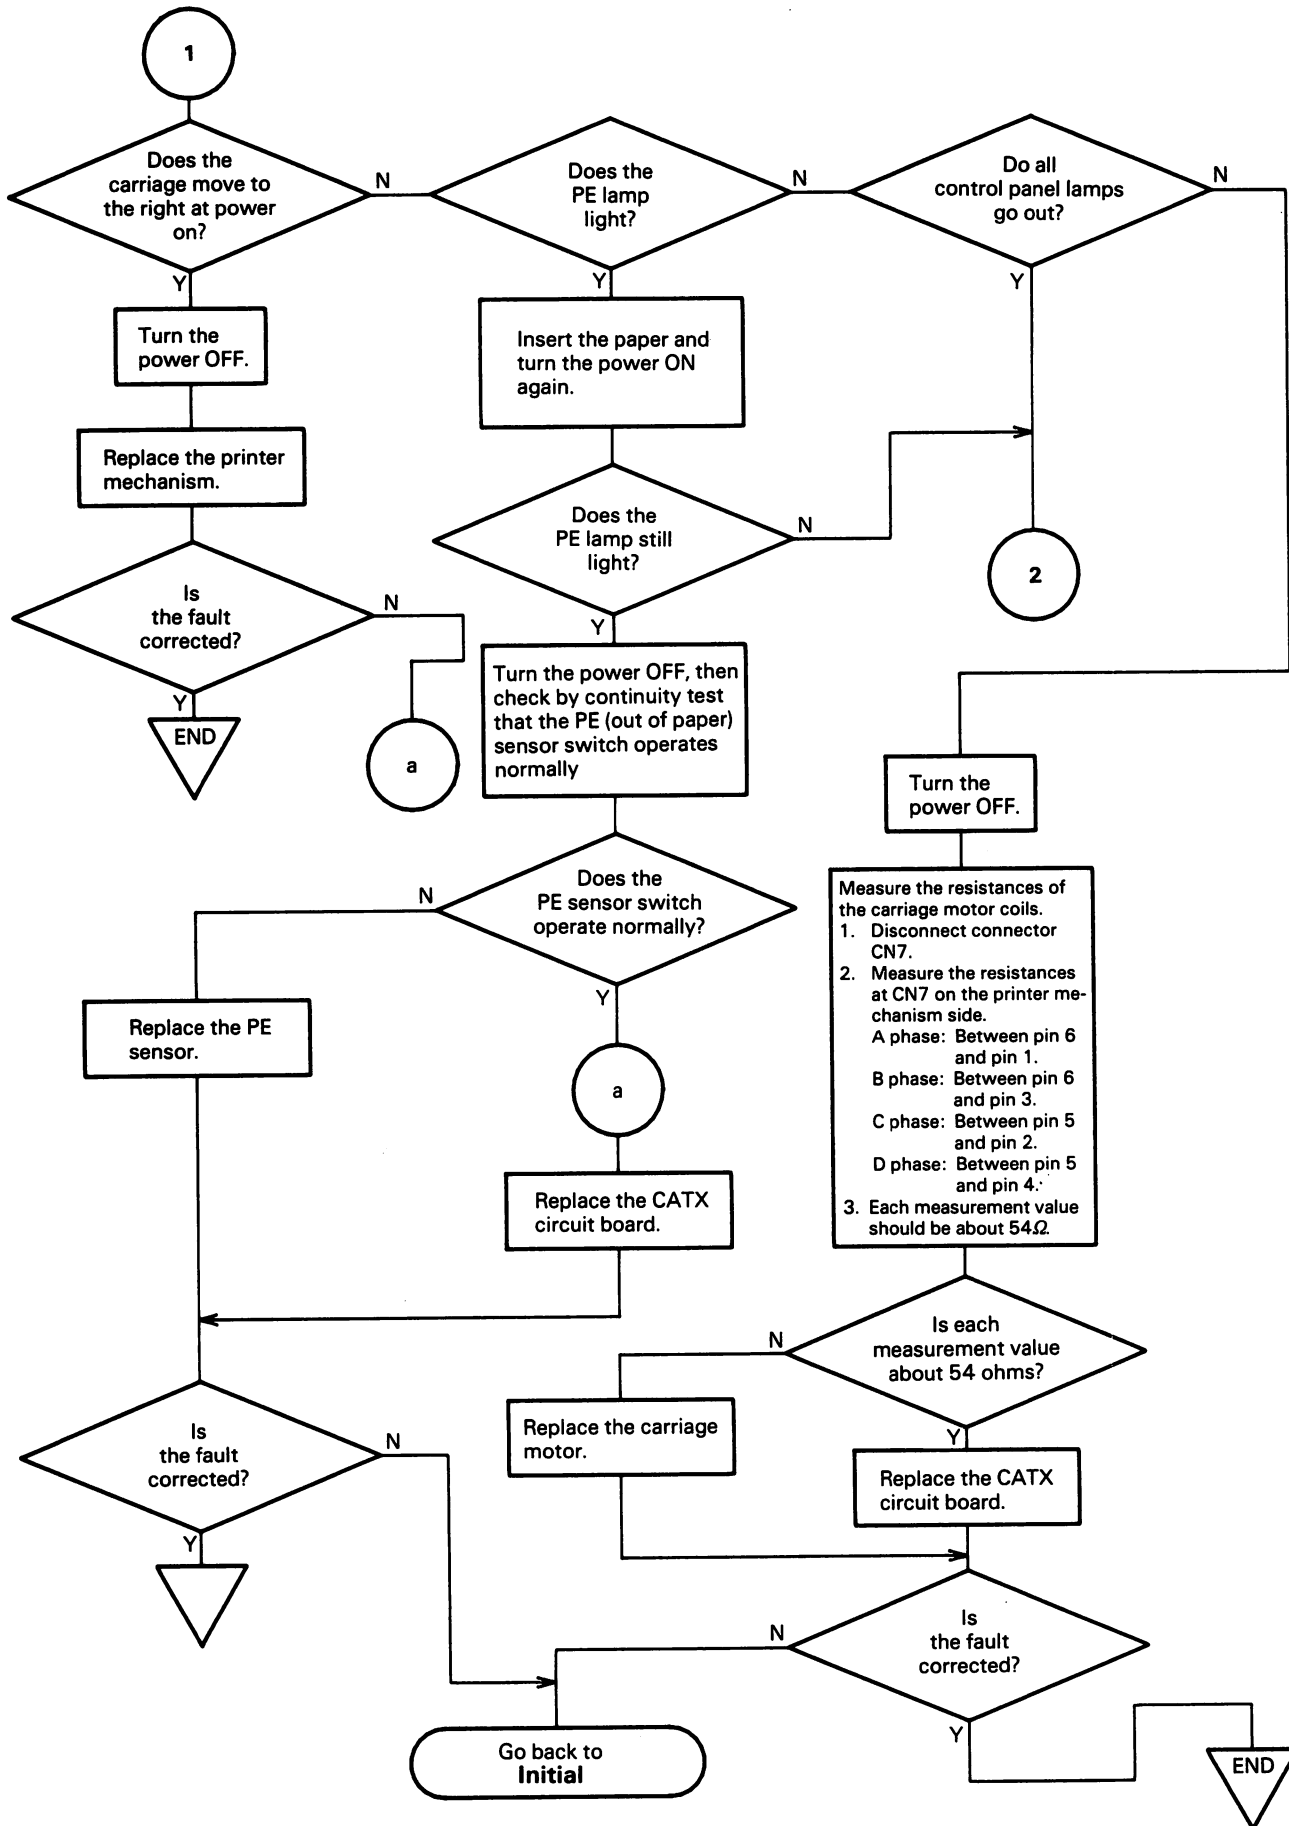 1
Does the
carriage move to
the right at power
on?
N
Y
Does the
PE lamp
light?
N
Y
Do all
control panel lamps
go out?
N
Y
Turn the
power OFF.
Replace the printer
mechanism.
Is
the fault
corrected?
N
Y
END
a
Insert the paper and
turn the power ON
again.
Does the
PE lamp still
light?
N
Y
2
Turn the power OFF, then
check by continuity test
that the PE (out of paper)
sensor switch operates
normally
Does the
PE sensor switch
operate normally?
N
Y
Replace the PE
sensor.
a
Replace the CATX
circuit board.
Is
the fault
corrected?
N
Y
Turn the
power OFF.
Measure the resistances of
the carriage motor coils.
1. Disconnect connector
CN7.
2. Measure the resistances
at CN7 on the printer me-
chanism side.
A phase: Between pin 6
and pin 1.
B phase: Between pin 6
and pin 3.
C phase: Between pin 5
and pin 2.
D phase: Between pin 5
and pin 4.
3. Each measurement value
should be about 54Ω.
Is each
measurement value
about 54 ohms?
N
Y
Replace the carriage
motor.
Replace the CATX
circuit board.
Is
the fault
corrected?
N
Y
Go back to
Initial
END